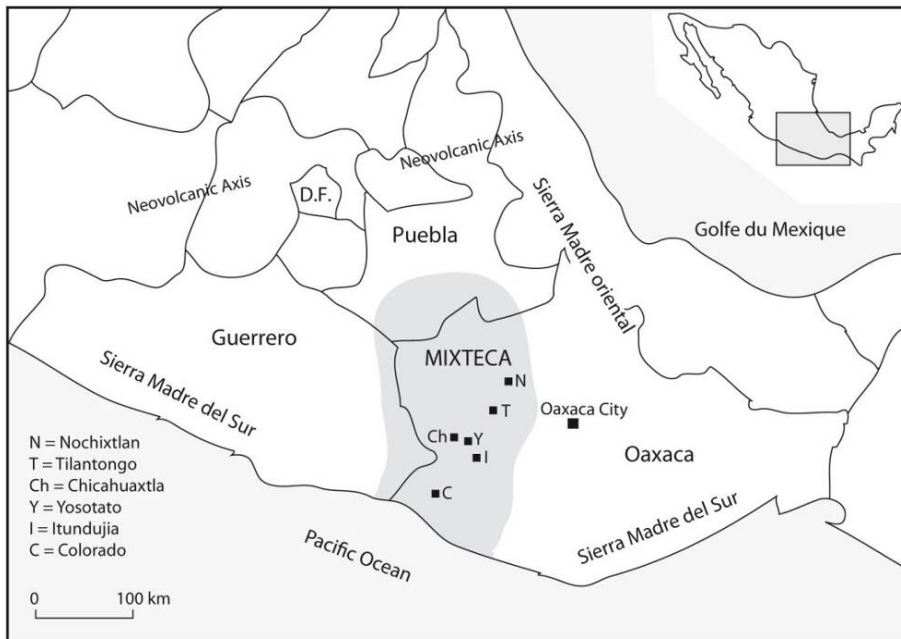 Neovolcanic Axis
Neovolcanic Axis
D.F.
Puebla
Sierra Madre oriental
Golfe du Mexique
Guerrero
MIXTECA
N
T
Oaxaca City
Ch
Y
I
Oaxaca
C
Sierra Madre del Sur
Sierra Madre del Sur
Pacific Ocean
N = Nochixtlan
T = Tilantongo
Ch = Chicahuaxtla
Y = Yosotato
I = Itundujia
C = Colorado
0 100 km